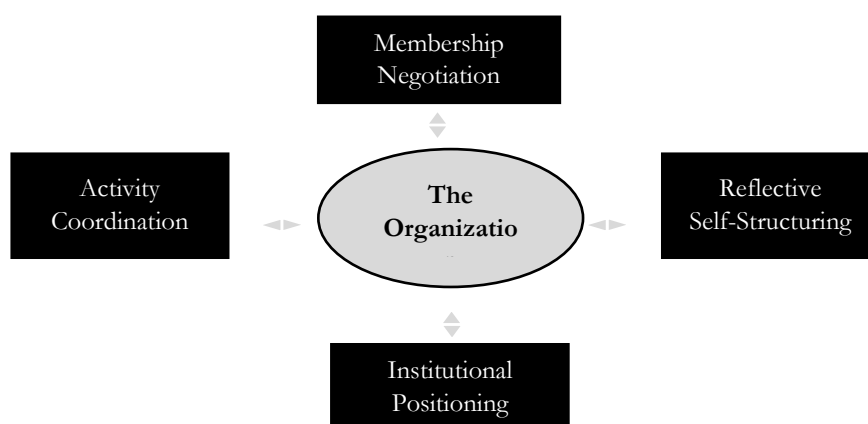 Membership
Negotiation
Activity
Coordination
The
Organizatio
Reflective
Self-Structuring
Institutional
Positioning